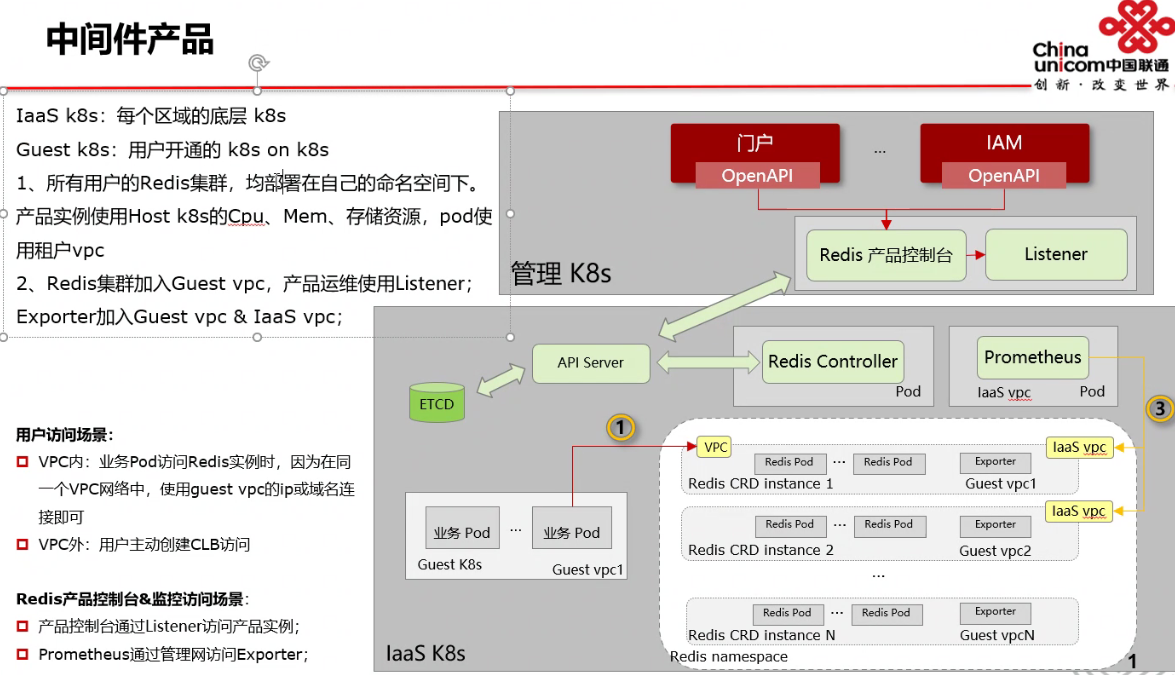 中间件产品
China
unicom中国联通
创新·改变世界
IaaS k8s：每个区域的底层 k8s
Guest k8s：用户开通的 k8s on k8s
1、所有用户的Redis集群，均部署在自己的命名空间下。
产品实例使用Host k8s的Cpu、Mem、存储资源，pod使
用租户vpc
2、Redis集群加入Guest vpc，产品运维使用Listener；
Exporter加入Guest vpc & IaaS vpc；
用户访问场景：
VPC内：业务Pod访问Redis实例时，因为在同
一个VPC网络中，使用guest vpc的ip或域名连
接即可
VPC外：用户主动创建CLB访问
Redis产品控制台&监控访问场景：
产品控制台通过Listener访问产品实例；
Prometheus通过管理网访问Exporter；
门户
OpenAPI
...
IAM
OpenAPI
Redis 产品控制台
Listener
管理 K8s
API Server
ETCD
Redis Controller
Pod
Prometheus
IaaS vpc
Pod
1
3
VPC
IaaS vpc
Redis Pod
...
Redis Pod
Exporter
Redis CRD instance 1
Guest vpc1
IaaS vpc
Redis Pod
...
Redis Pod
Exporter
Redis CRD instance 2
Guest vpc2
...
Redis Pod
...
Redis Pod
Exporter
Redis CRD instance N
Guest vpcN
Redis namespace
业务 Pod
...
业务 Pod
Guest K8s
Guest vpc1
IaaS K8s
1